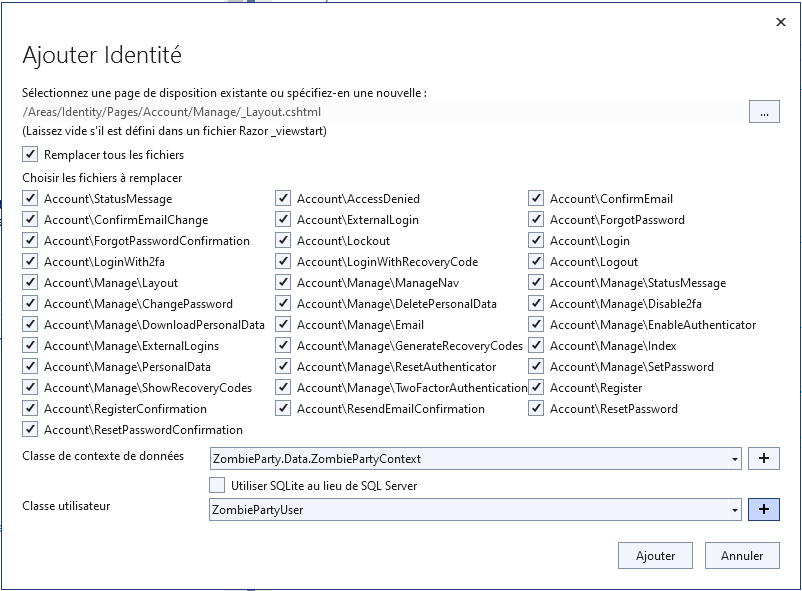 Ajouter Identité
Sélectionnez une page de disposition existante ou spécifiez-en une nouvelle :
/Areas/Identity/Pages/Account/Manage/_Layout.cshtml ...
(Laissez vide s'il est défini dans un fichier Razor _viewstart)
Remplacer tous les fichiers
Choisir les fichiers à remplacer
Account\StatusMessage Account\AccessDenied Account\ConfirmEmail
Account\ConfirmEmailChange Account\ExternalLogin Account\ForgotPassword
Account\ForgotPasswordConfirmation Account\Lockout Account\Login
Account\LoginWith2fa Account\LoginWithRecoveryCode Account\Logout
Account\Manage\Layout Account\Manage\ManageNav Account\Manage\StatusMessage
Account\Manage\ChangePassword Account\Manage\DeletePersonalData Account\Manage\Disable2fa
Account\Manage\DownloadPersonalData Account\Manage\Email Account\Manage\EnableAuthenticator
Account\Manage\ExternalLogins Account\Manage\GenerateRecoveryCodes Account\Manage\Index
Account\Manage\PersonalData Account\Manage\ResetAuthenticator Account\Manage\SetPassword
Account\Manage\ShowRecoveryCodes Account\Manage\TwoFactorAuthentication Account\Register
Account\RegisterConfirmation Account\ResendEmailConfirmation Account\ResetPassword
Account\ResetPasswordConfirmation
Classe de contexte de données ZombieParty.Data.ZombiePartyContext +
Utiliser SQLite au lieu de SQL Server
Classe utilisateur ZombiePartyUser +
Ajouter Annuler